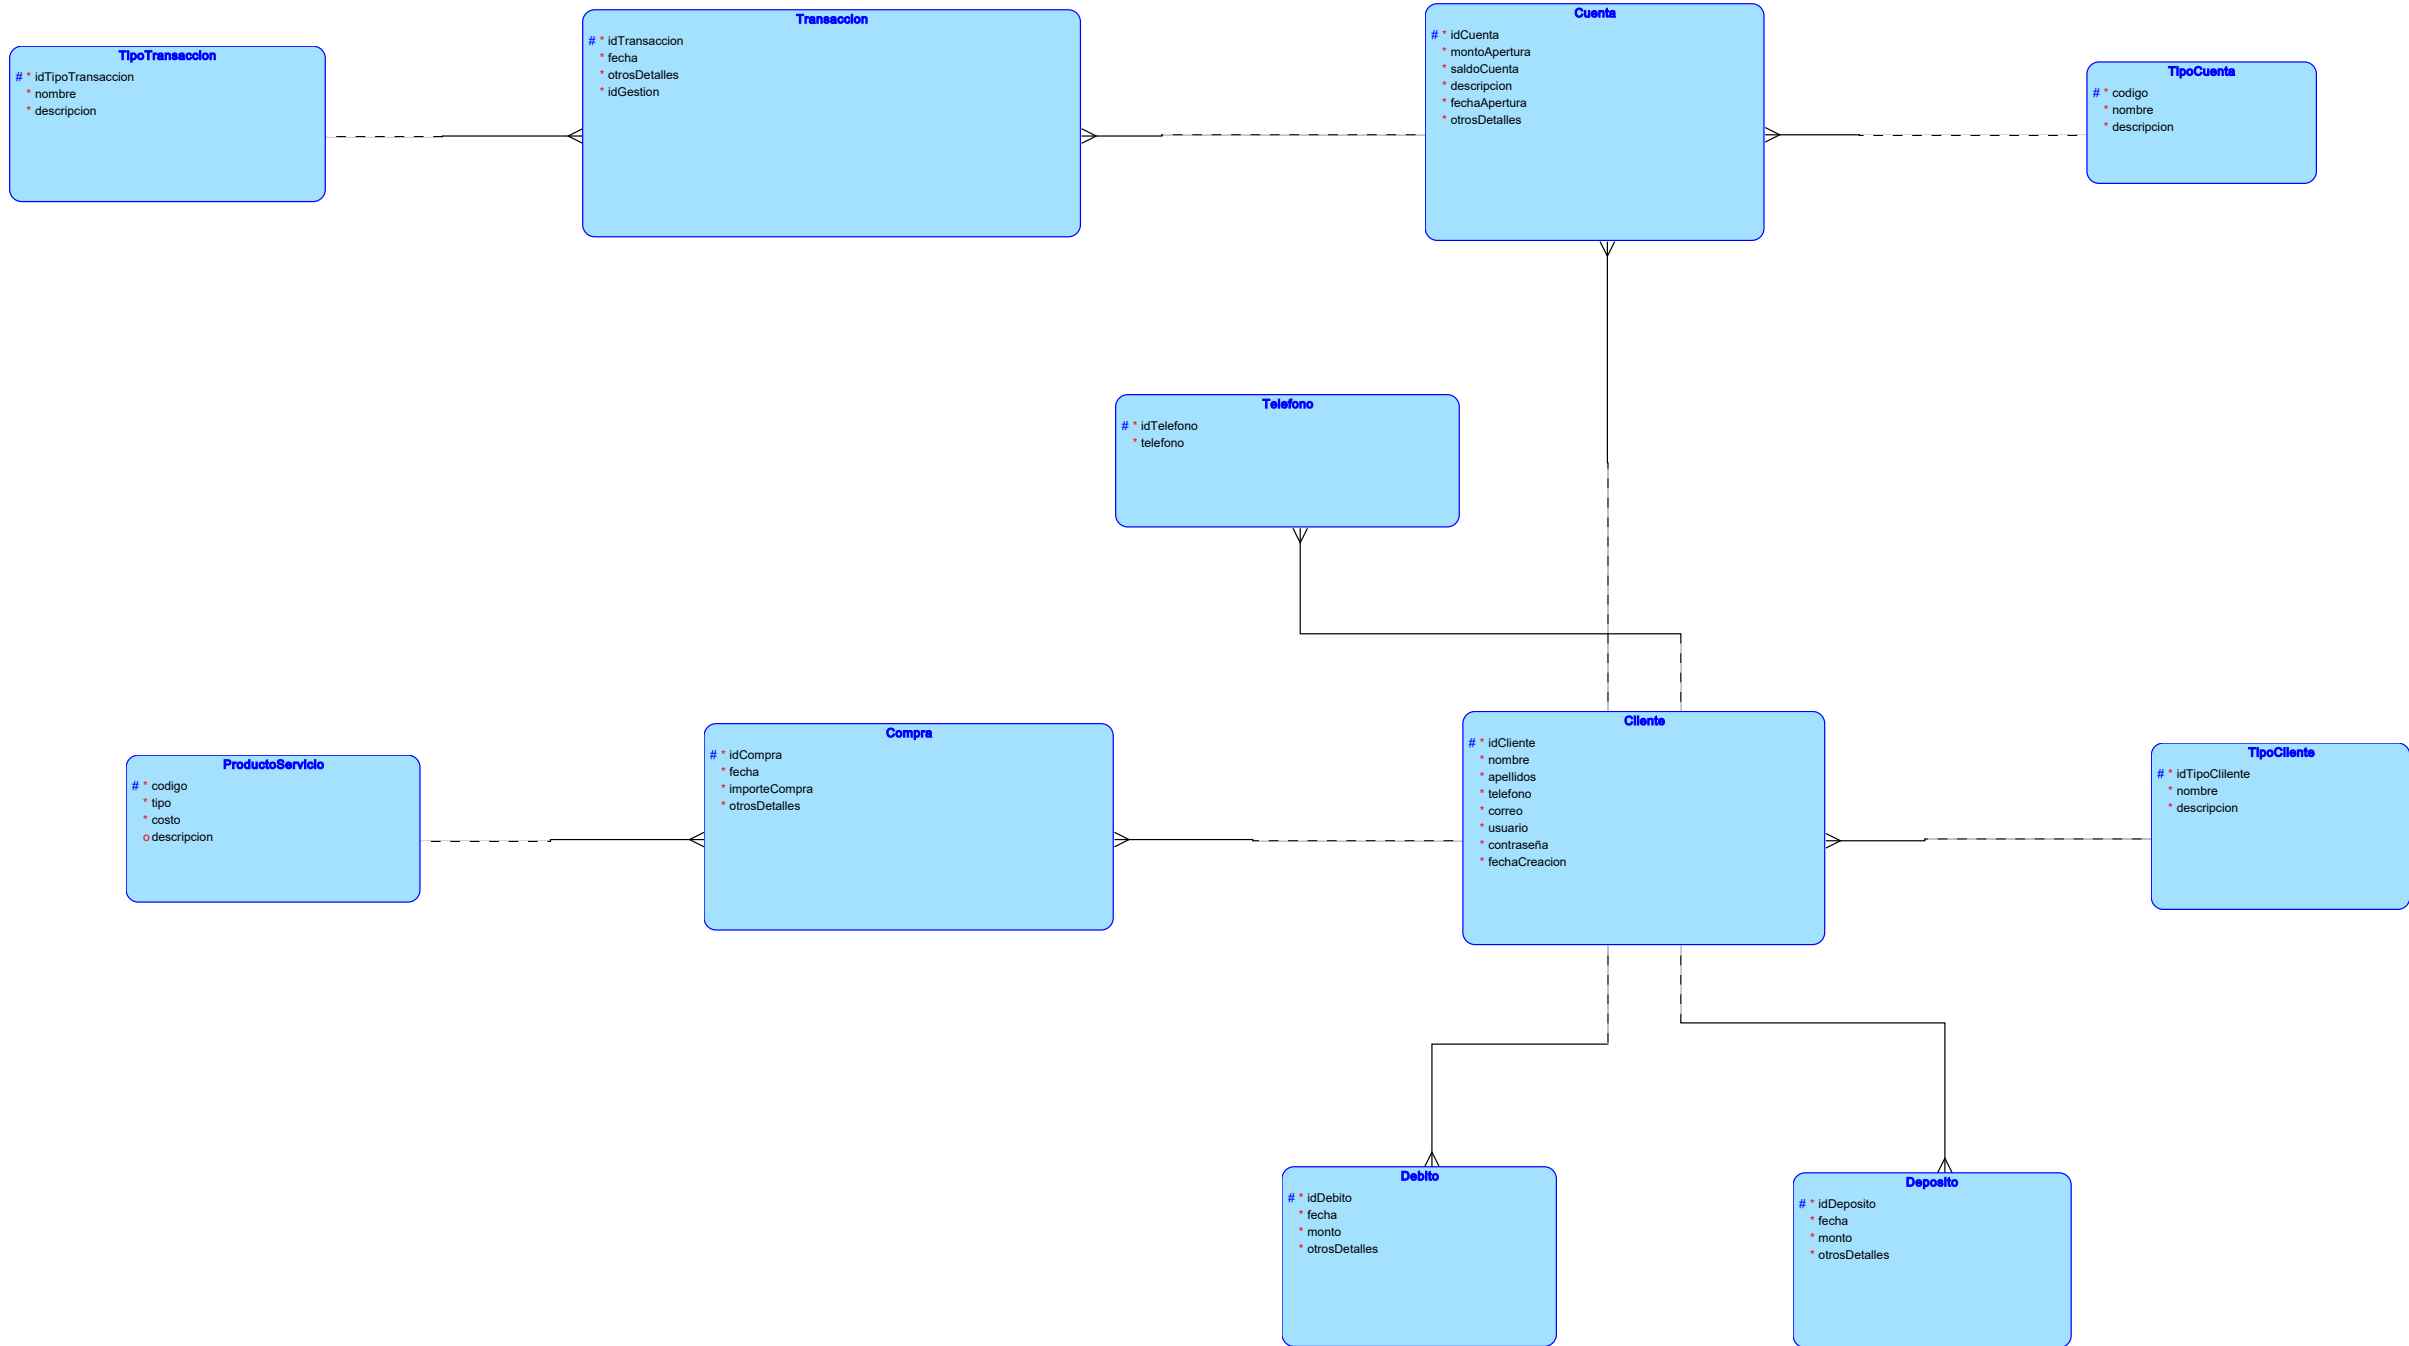 TipoTransaccion
# * idTipoTransaccion
* nombre
* descripcion
Transaccion
# * idTransaccion
* fecha
* otrosDetalles
* idGestion
Cuenta
# * idCuenta
* montoApertura
* saldoCuenta
* descripcion
* fechaApertura
* otrosDetalles
TipoCuenta
# * codigo
* nombre
* descripcion
Telefono
# * idTelefono
* telefono
ProductoServicio
# * codigo
* tipo
* costo
o descripcion
Compra
# * idCompra
* fecha
* importeCompra
* otrosDetalles
Cliente
# * idCliente
* nombre
* apellidos
* telefono
* correo
* usuario
* contraseña
* fechaCreacion
TipoCliente
# * idTipoClilente
* nombre
* descripcion
Debito
# * idDebito
* fecha
* monto
* otrosDetalles
Deposito
# * idDeposito
* fecha
* monto
* otrosDetalles